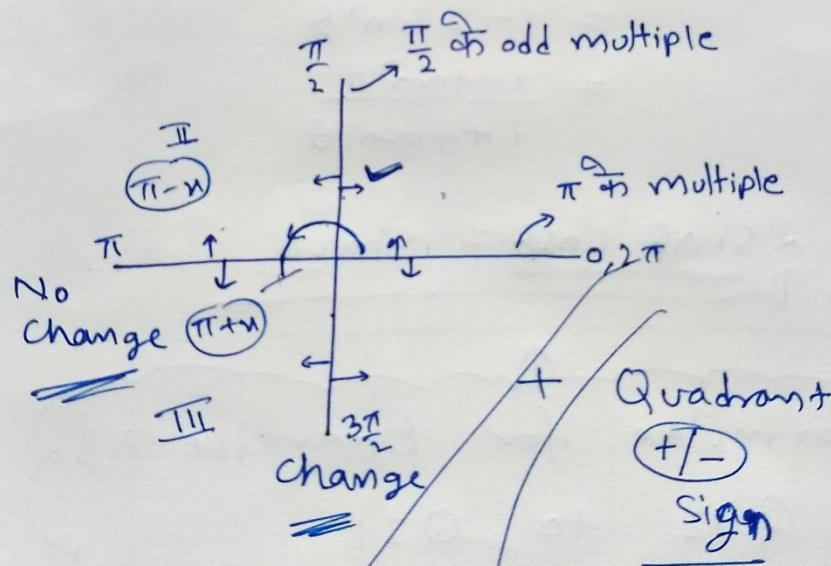 π/2
π/2 के odd multiple
II
π-x
π के multiple
π
0, 2π
No
change
π+x
III
3π/2
change
Quadrant
+/-
Sign